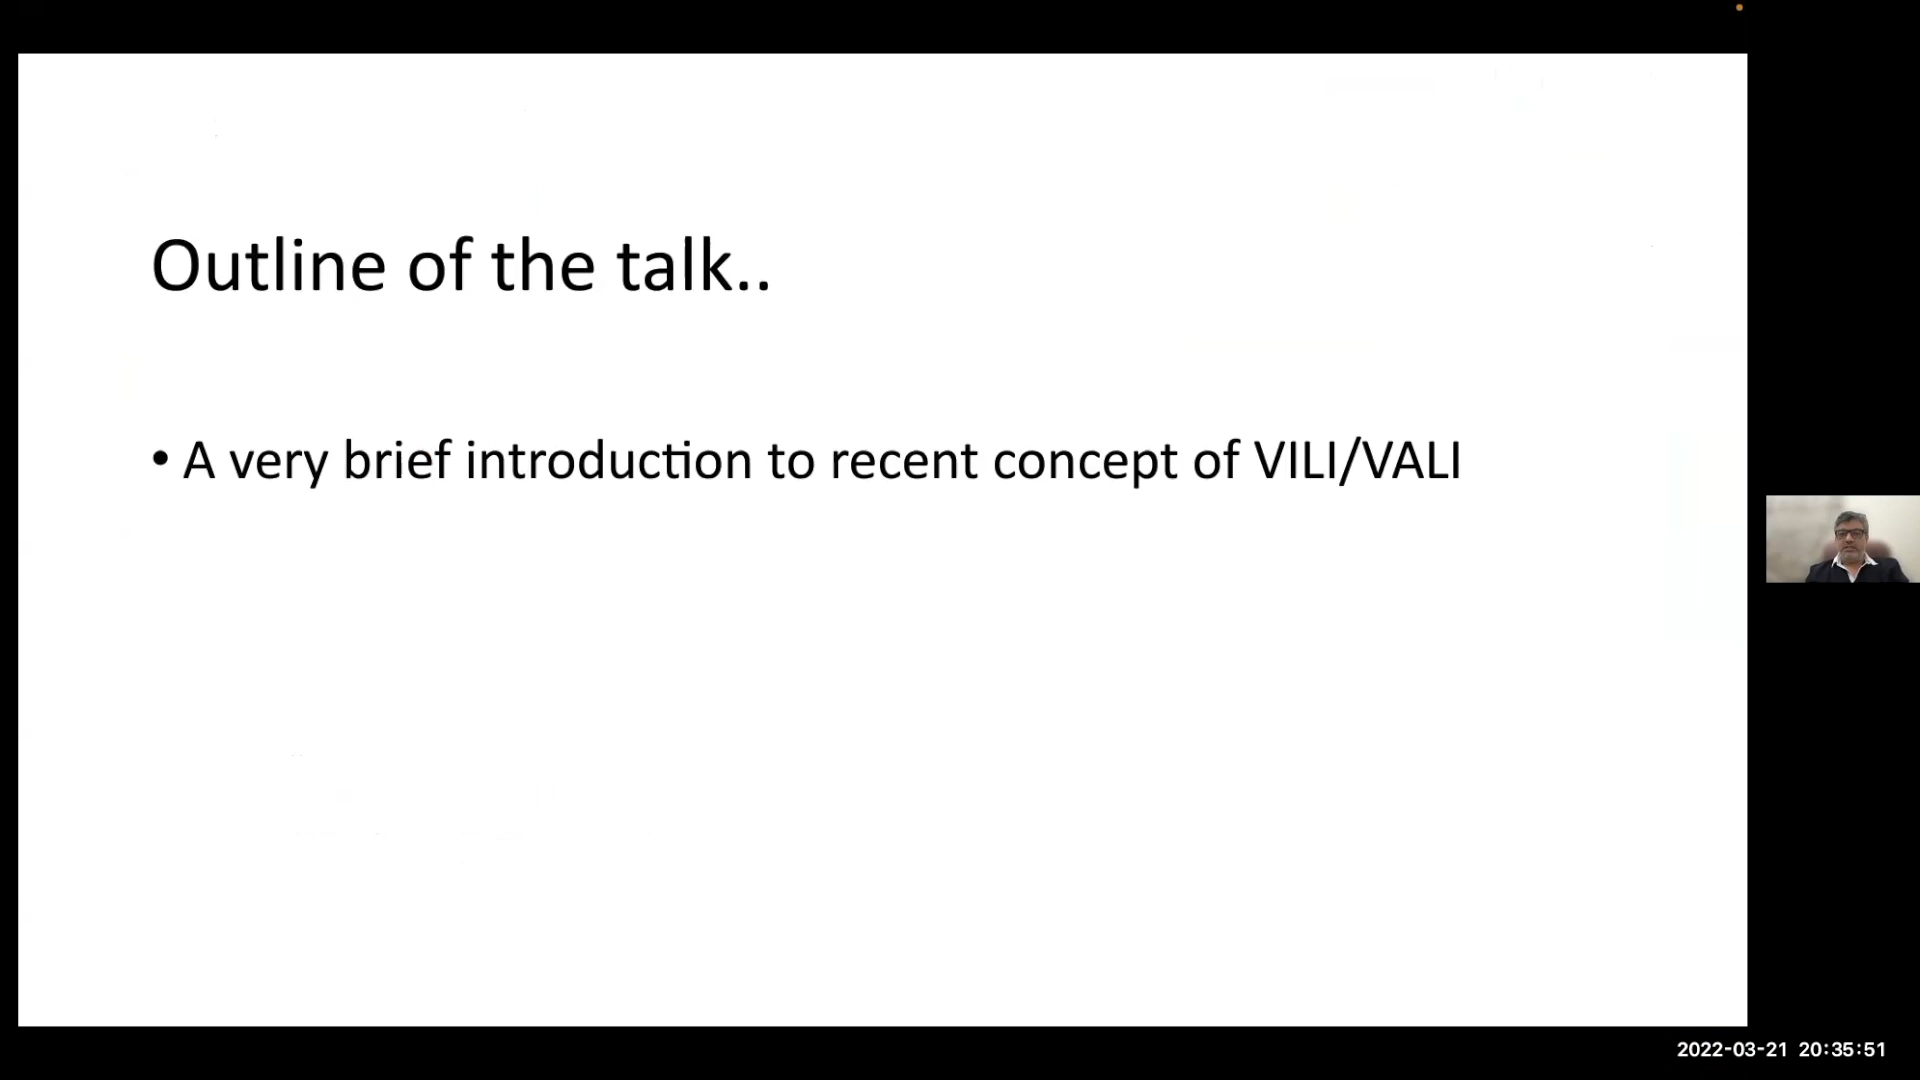 Outline of the talk..
• A very brief introduction to recent concept of VILI/VALI
2022-03-21 20:35:51